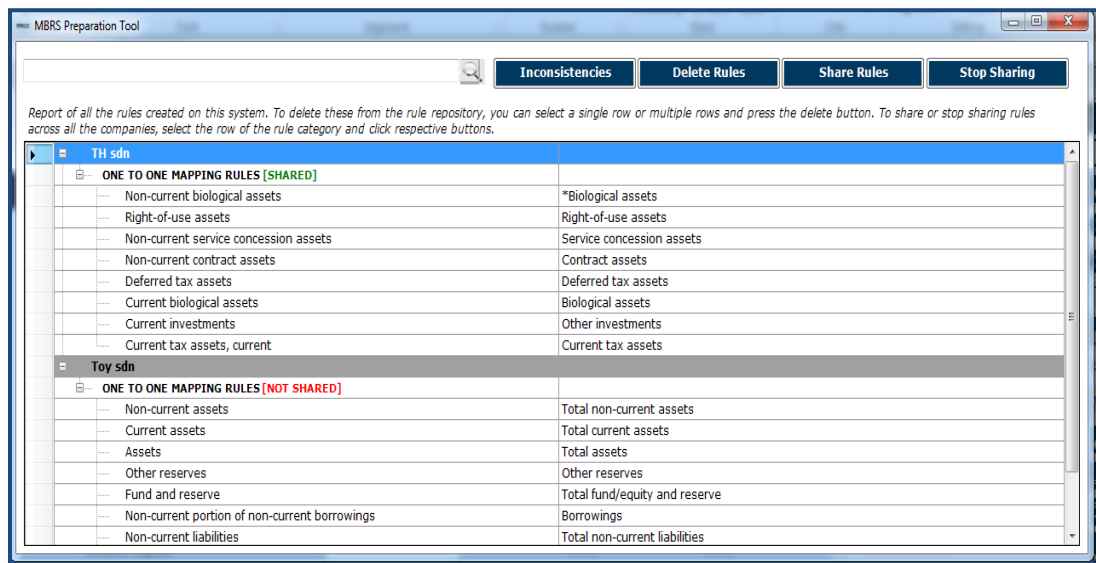 MBRS Preparation Tool
Inconsistencies Delete Rules Share Rules Stop Sharing
Report of all the rules created on this system. To delete these from the rule repository, you can select a single row or multiple rows and press the delete button. To share or stop sharing rules
across all the companies, select the row of the rule category and click respective buttons.
TH sdn
ONE TO ONE MAPPING RULES [SHARED]
Non-current biological assets *Biological assets
Right-of-use assets Right-of-use assets
Non-current service concession assets Service concession assets
Non-current contract assets Contract assets
Deferred tax assets Deferred tax assets
Current biological assets Biological assets
Current investments Other investments
Current tax assets, current Current tax assets
Toy sdn
ONE TO ONE MAPPING RULES [NOT SHARED]
Non-current assets Total non-current assets
Current assets Total current assets
Assets Total assets
Other reserves Other reserves
Fund and reserve Total fund/equity and reserve
Non-current portion of non-current borrowings Borrowings
Non-current liabilities Total non-current liabilities